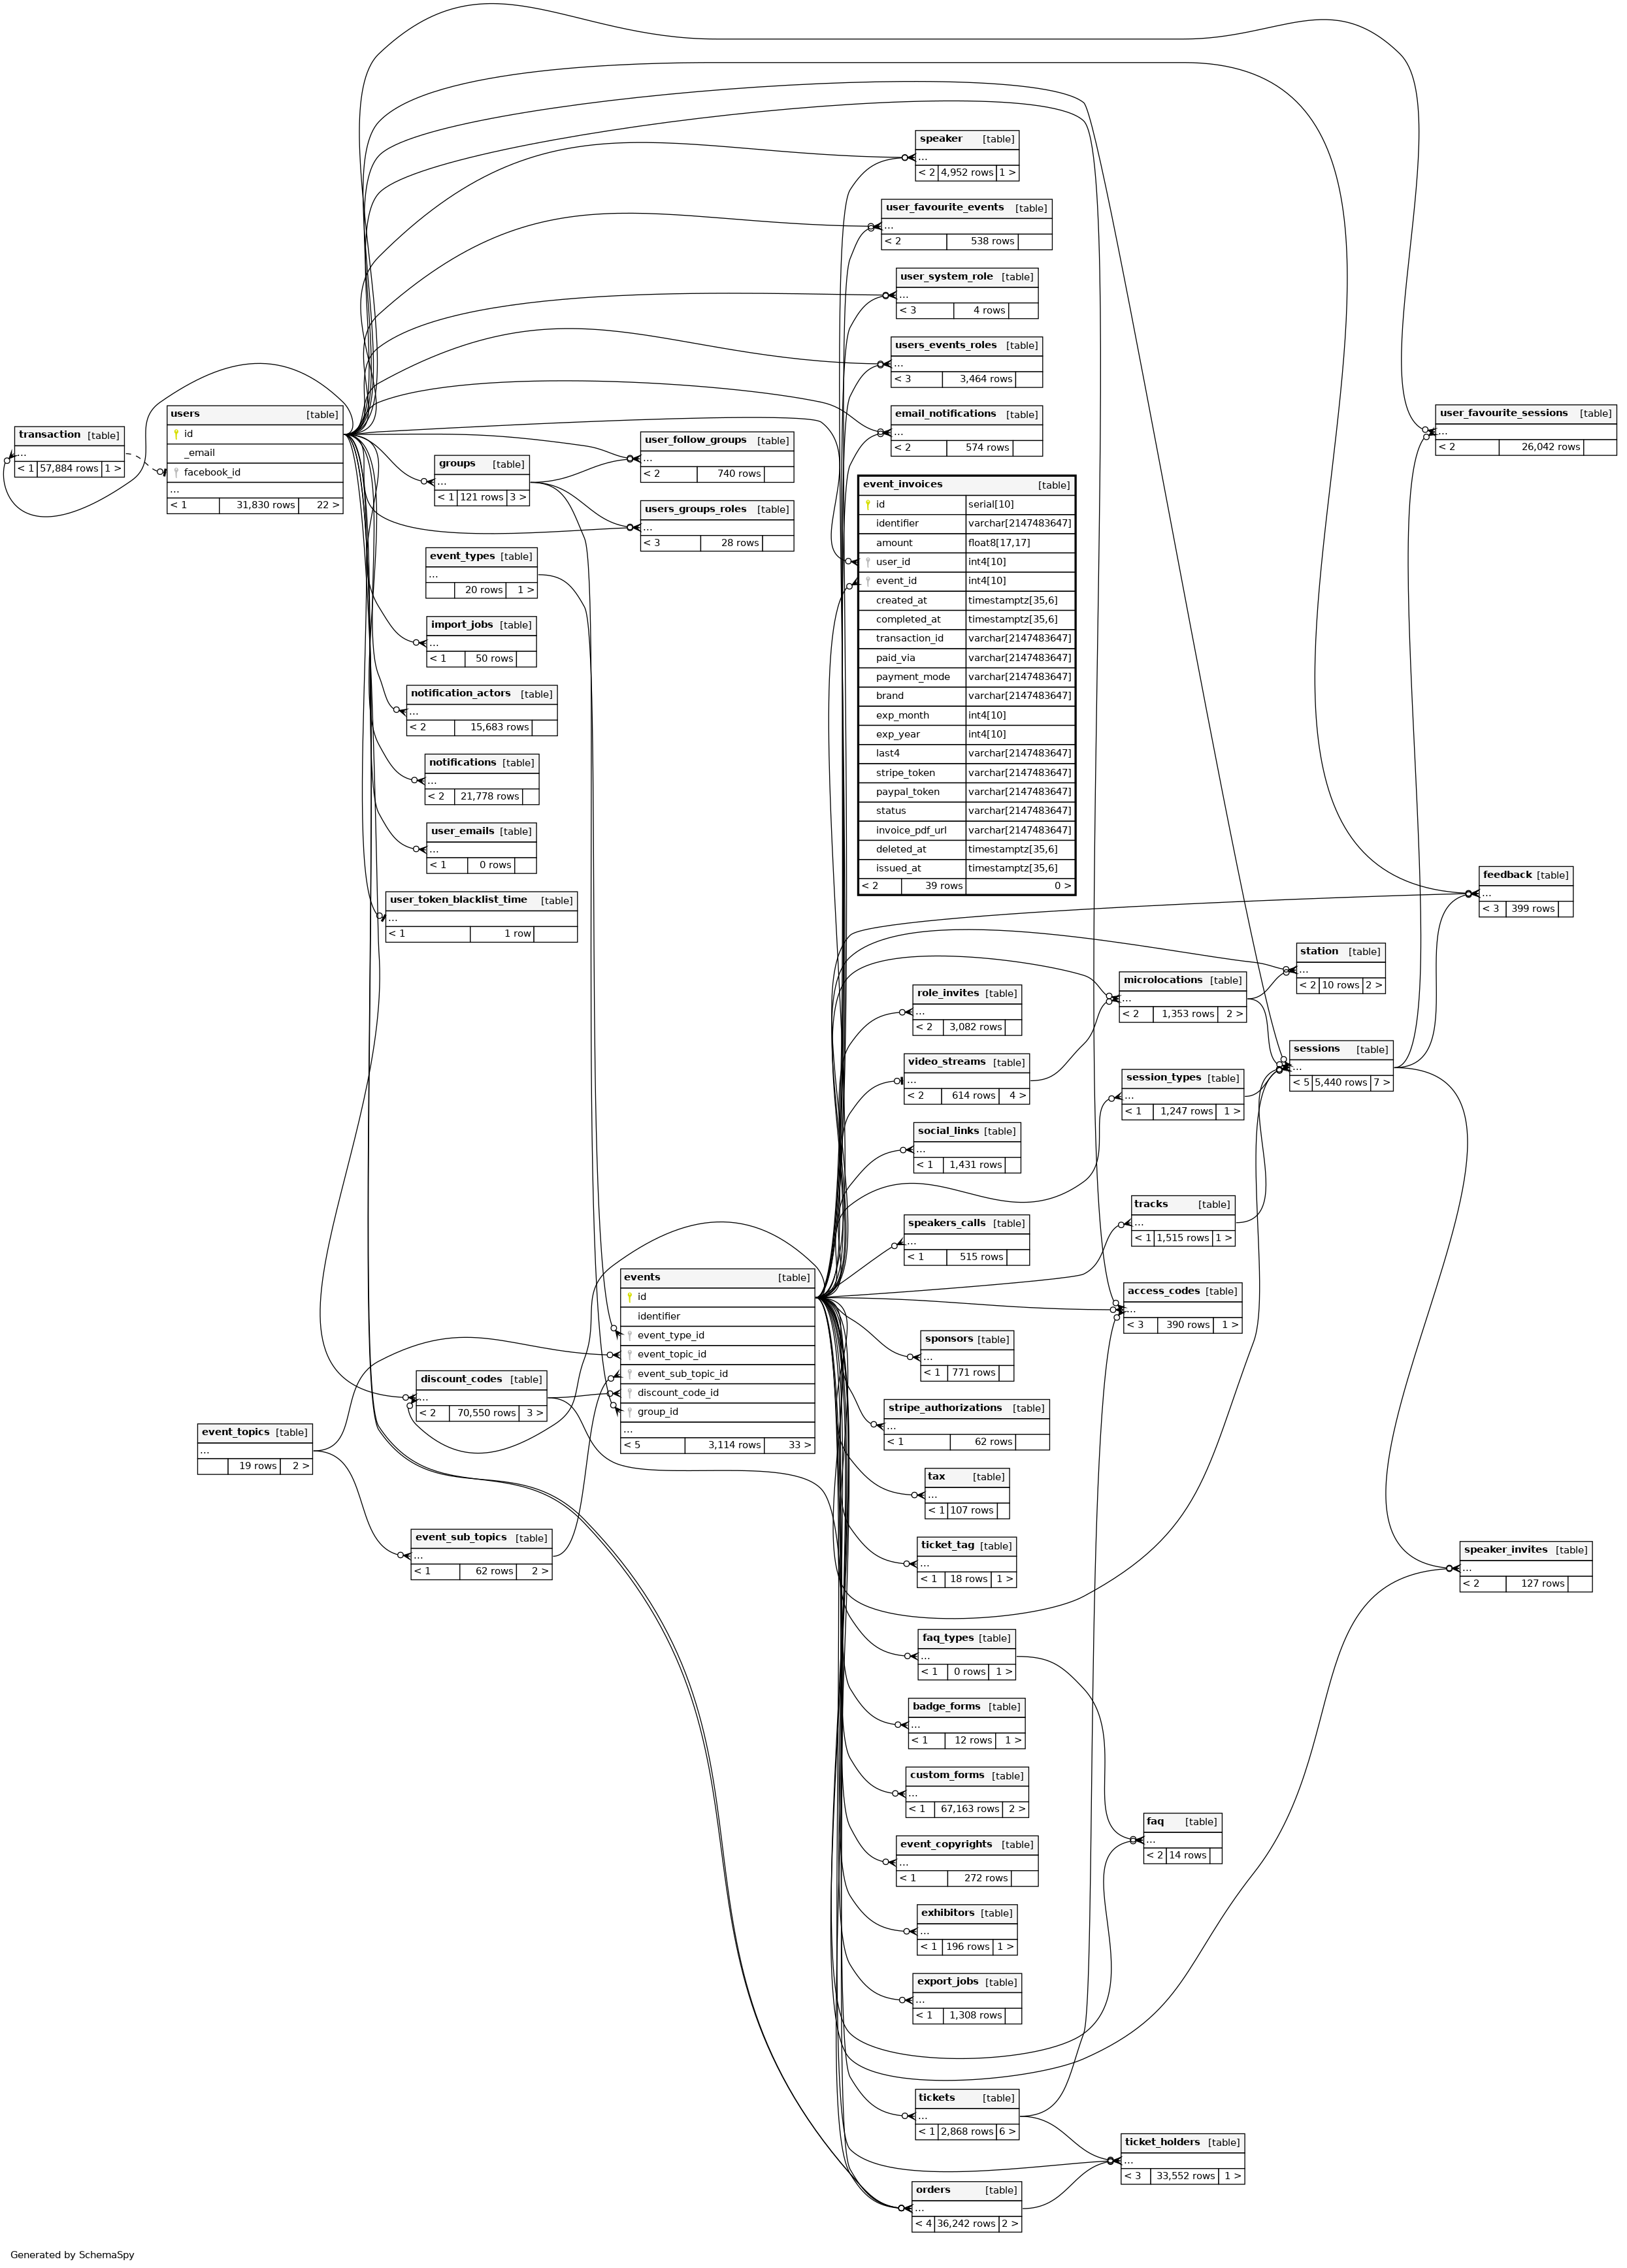 speaker [table]
...
< 2 4,952 rows 1 >
user_favourite_events [table]
...
< 2 538 rows
user_system_role [table]
...
< 3 4 rows
users_events_roles [table]
...
< 3 3,464 rows
email_notifications [table]
...
< 2 574 rows
users [table]
id
_email
facebook_id
...
< 1 31,830 rows 22 >
transaction [table]
...
< 1 57,884 rows 1 >
user_favourite_sessions [table]
...
< 2 26,042 rows
groups [table]
...
< 1 121 rows 3 >
user_follow_groups [table]
...
< 2 740 rows
users_groups_roles [table]
...
< 3 28 rows
event_invoices [table]
id serial[10]
identifier varchar[2147483647]
amount float8[17,17]
user_id int4[10]
event_id int4[10]
created_at timestamptz[35,6]
completed_at timestamptz[35,6]
transaction_id varchar[2147483647]
paid_via varchar[2147483647]
payment_mode varchar[2147483647]
brand varchar[2147483647]
exp_month int4[10]
exp_year int4[10]
last4 varchar[2147483647]
stripe_token varchar[2147483647]
paypal_token varchar[2147483647]
status varchar[2147483647]
invoice_pdf_url varchar[2147483647]
deleted_at timestamptz[35,6]
issued_at timestamptz[35,6]
< 2 39 rows 0 >
event_types [table]
...
20 rows 1 >
import_jobs [table]
...
< 1 50 rows
notification_actors [table]
...
< 2 15,683 rows
notifications [table]
...
< 2 21,778 rows
user_emails [table]
...
< 1 0 rows
user_token_blacklist_time [table]
...
< 1 1 row
feedback [table]
...
< 3 399 rows
station [table]
...
< 2 10 rows 2 >
microlocations [table]
...
< 2 1,353 rows 2 >
role_invites [table]
...
< 2 3,082 rows
sessions [table]
...
< 5 5,440 rows 7 >
video_streams [table]
...
< 2 614 rows 4 >
session_types [table]
...
< 1 1,247 rows 1 >
social_links [table]
...
< 1 1,431 rows
tracks [table]
...
< 1 1,515 rows 1 >
speakers_calls [table]
...
< 1 515 rows
events [table]
id
identifier
event_type_id
event_topic_id
event_sub_topic_id
discount_code_id
group_id
...
< 5 3,114 rows 33 >
access_codes [table]
...
< 3 390 rows 1 >
sponsors [table]
...
< 1 771 rows
discount_codes [table]
...
< 2 70,550 rows 3 >
stripe_authorizations [table]
...
< 1 62 rows
event_topics [table]
...
19 rows 2 >
tax [table]
...
< 1 107 rows
event_sub_topics [table]
...
< 1 62 rows 2 >
ticket_tag [table]
...
< 1 18 rows 1 >
speaker_invites [table]
...
< 2 127 rows
faq_types [table]
...
< 1 0 rows 1 >
badge_forms [table]
...
< 1 12 rows 1 >
custom_forms [table]
...
< 1 67,163 rows 2 >
faq [table]
...
< 2 14 rows
event_copyrights [table]
...
< 1 272 rows
exhibitors [table]
...
< 1 196 rows 1 >
export_jobs [table]
...
< 1 1,308 rows
tickets [table]
...
< 1 2,868 rows 6 >
ticket_holders [table]
...
< 3 33,552 rows 1 >
orders [table]
...
< 4 36,242 rows 2 >
Generated by SchemaSpy